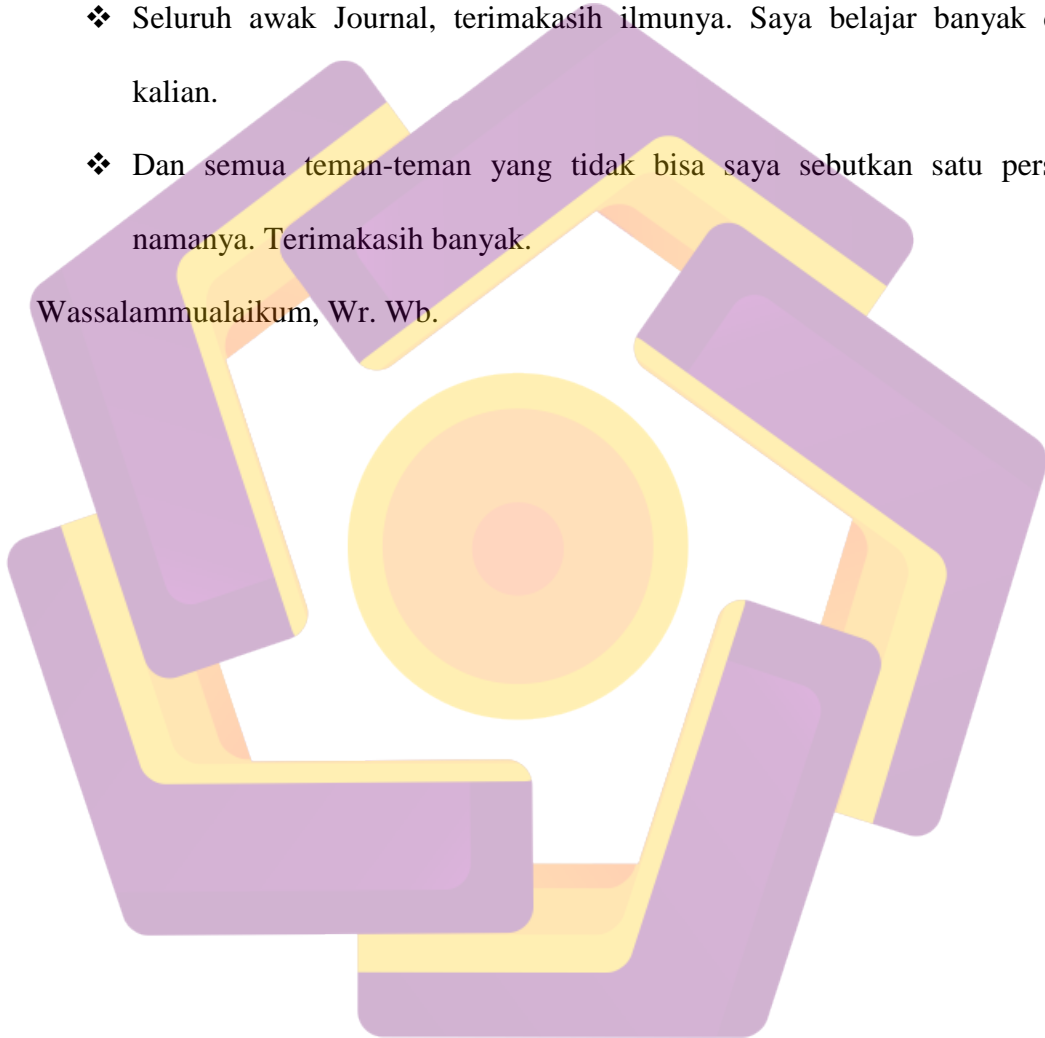 ❖ Seluruh awak Journal, terimakasih ilmunya. Saya belajar banyak
kalian.
❖ Dan semua teman-teman yang tidak bisa saya sebutkan satu
namanya. Terimakasih banyak.
Wassalammualaikum, Wr. Wb.